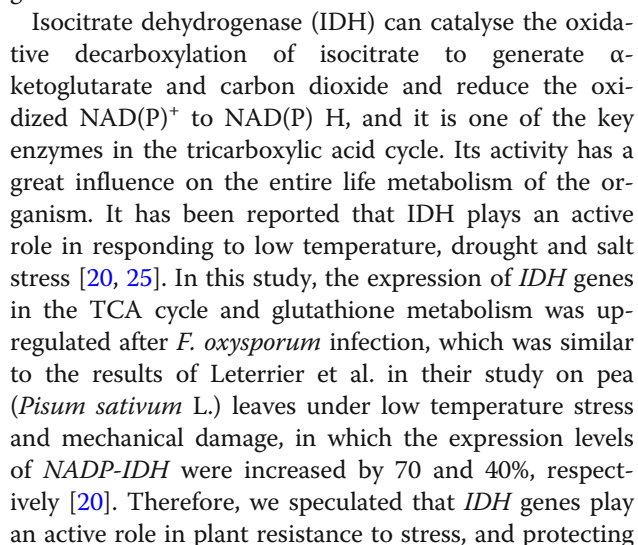 Isocitrate dehydrogenase (IDH) can catalyse the oxida-
tive decarboxylation of isocitrate to generate α-
ketoglutarate and carbon dioxide and reduce the oxi-
dized NAD(P)⁺ to NAD(P) H, and it is one of the key
enzymes in the tricarboxylic acid cycle. Its activity has a
great influence on the entire life metabolism of the or-
ganism. It has been reported that IDH plays an active
role in responding to low temperature, drought and salt
stress [20, 25]. In this study, the expression of IDH genes
in the TCA cycle and glutathione metabolism was up-
regulated after F. oxysporum infection, which was similar
to the results of Leterrier et al. in their study on pea
(Pisum sativum L.) leaves under low temperature stress
and mechanical damage, in which the expression levels
of NADP-IDH were increased by 70 and 40%, respect-
ively [20]. Therefore, we speculated that IDH genes play
an active role in plant resistance to stress, and protecting